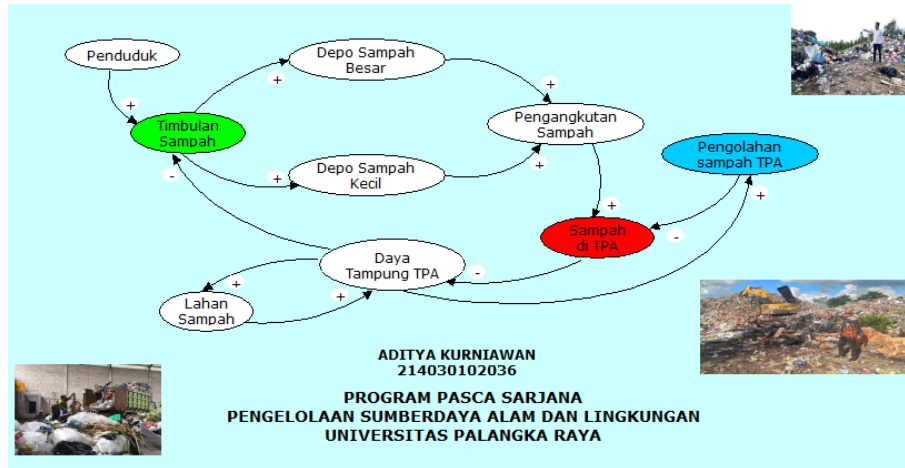 Penduduk
+
Timbulan
Sampah
+
Depo Sampah
Besar
+
Pengangkutan
Sampah
+
Depo Sampah
Kecil
+
-
Pengolahan
sampah TPA
+
-
+
Sampah
di TPA
-
Daya
Tampung TPA
+
+
Lahan
Sampah
ADITYA KURNIAWAN
214030102036
PROGRAM PASCA SARJANA
PENGELOLAAN SUMBERDAYA ALAM DAN LINGKUNGAN
UNIVERSITAS PALANGKA RAYA